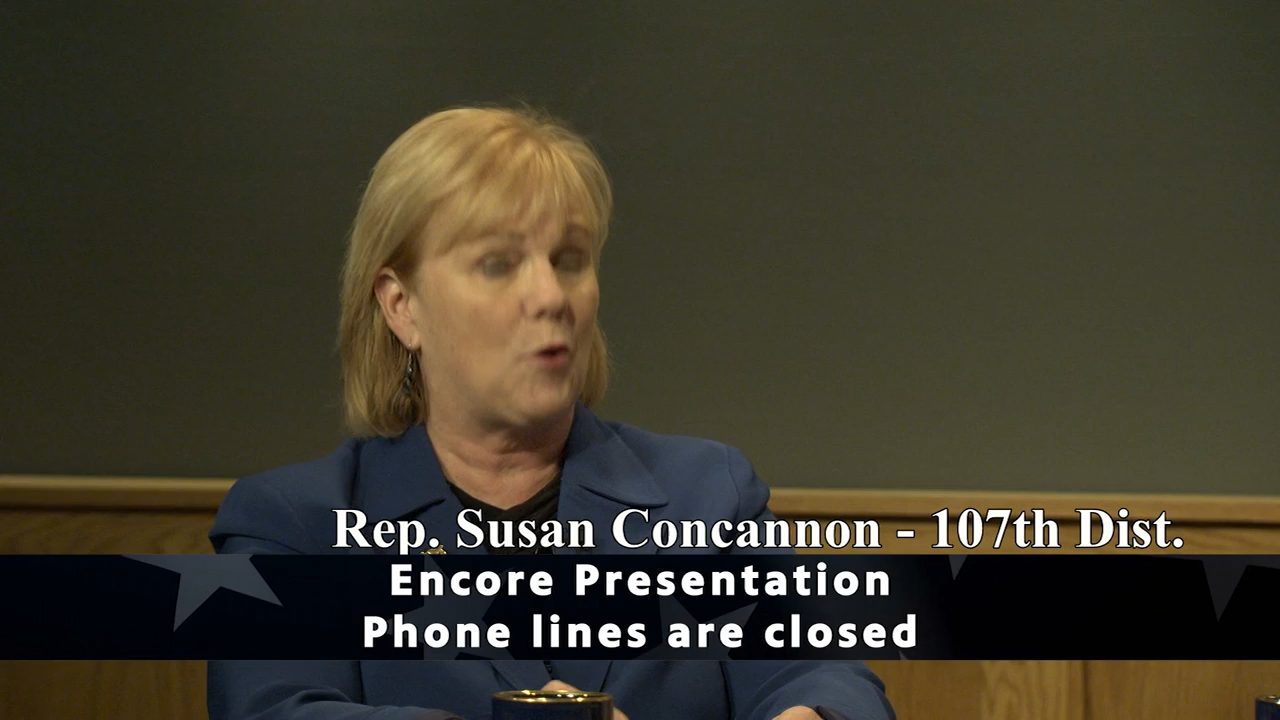 Rep. Susan Concannon - 107th Dist.
Encore Presentation
Phone lines are closed